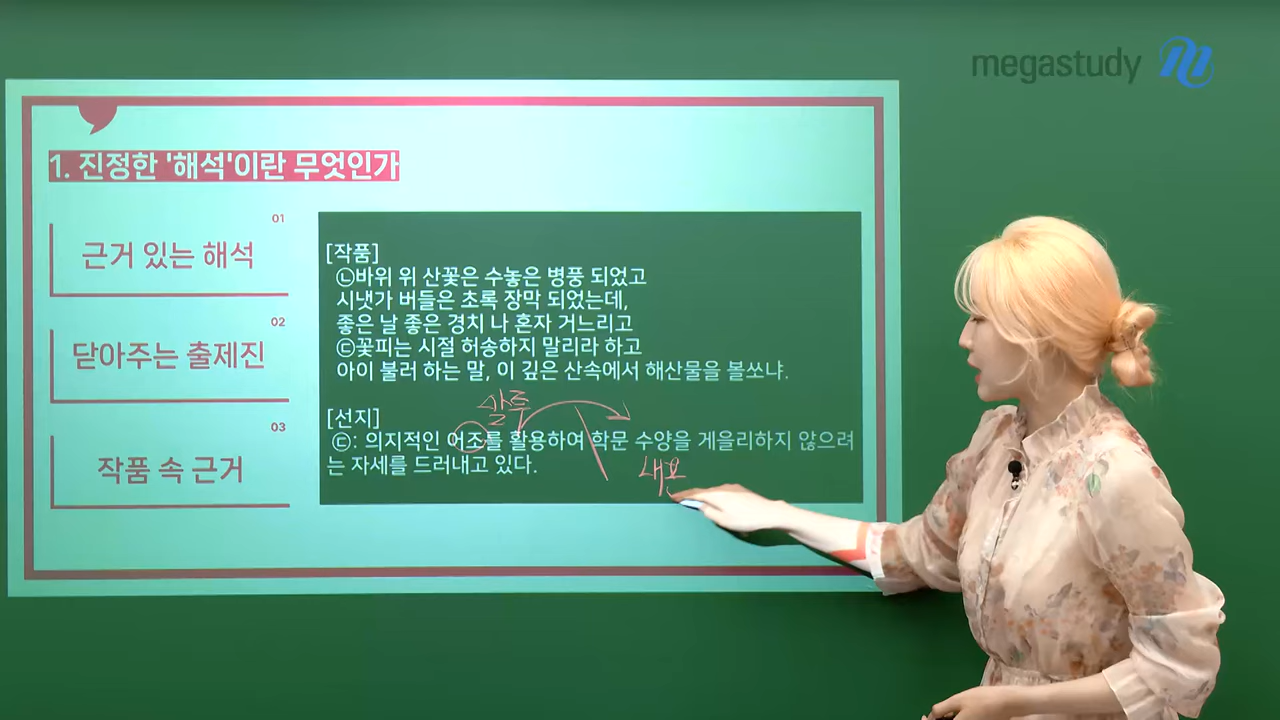 megastudy
1. 진정한 '해석'이란 무엇인가
01
근거 있는 해석
02
닫아주는 출제진
03
작품 속 근거
[작품]
㉡바위 위 산꽃은 수놓은 병풍 되었고
시냇가 버들은 초록 장막 되었는데,
좋은 날 좋은 경치 나 혼자 거느리고
㉢꽃피는 시절 허송하지 말리라 하고
아이 불러 하는 말, 이 깊은 산속에서 해산물을 볼쏘냐.
[선지]
㉢: 의지적인 어조를 활용하여 학문 수양을 게을리하지 않으려
는 자세를 드러내고 있다.
말투